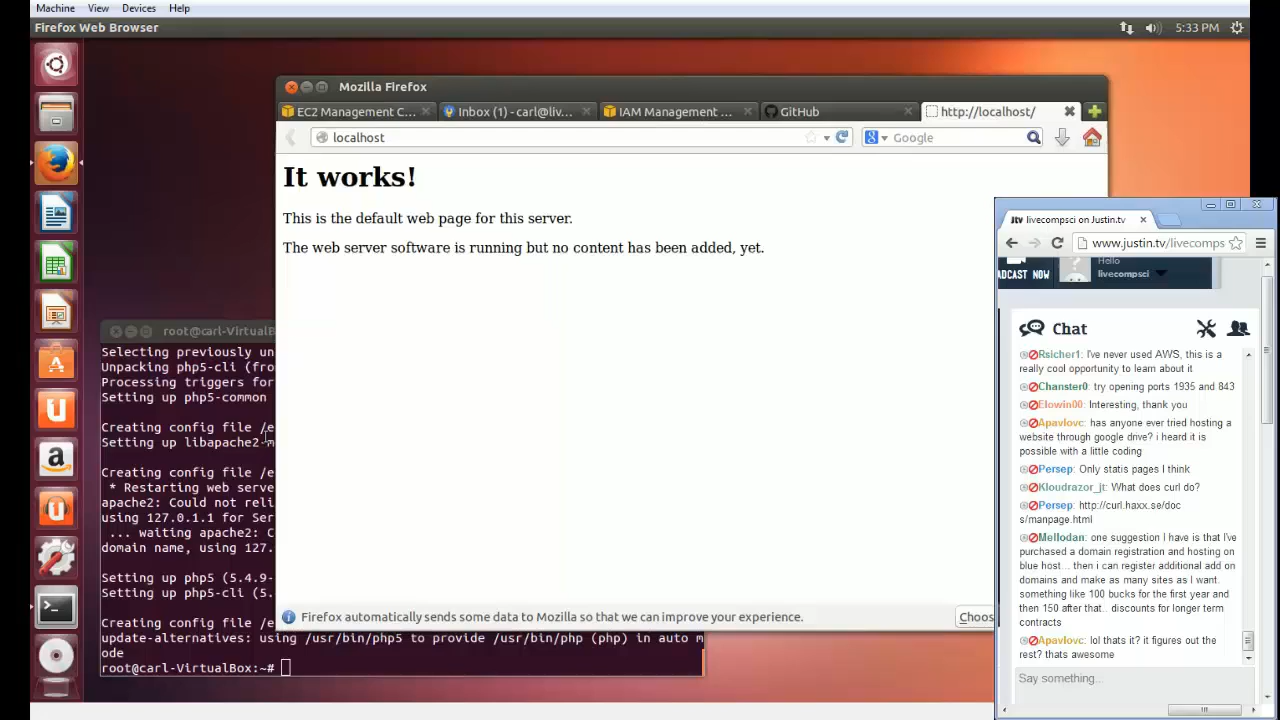 Machine View Devices Help
Firefox Web Browser
5:33 PM
Mozilla Firefox
EC2 Management C...
Inbox (1) - carl@liv...
IAM Management ...
GitHub
http://localhost/
localhost
Google
It works!
This is the default web page for this server.
The web server software is running but no content has been added, yet.
Firefox automatically sends some data to Mozilla so that we can improve your experience.
Choos
root@carl-VirtualB
Selecting previously un
Unpacking php5-cli (fro
Processing triggers for
Setting up php5-common
Creating config file /e
Setting up libapache2-m
Creating config file /e
* Restarting web serve
apache2: Could not reli
using 127.0.1.1 for Ser
... waiting apache2: C
domain name, using 127.
Setting up php5 (5.4.9-
Setting up php5-cli (5.
Creating config file /e
update-alternatives: using /usr/bin/php5 to provide /usr/bin/php (php) in auto m
ode
root@carl-VirtualBox:~#
jtv livecompsci on Justin.tv
www.justin.tv/livecomps
ADCAST NOW
Hello
livecompsci
Chat
Rsicher1: I've never used AWS, this is a
really cool opportunity to learn about it
Chanster0: try opening ports 1935 and 843
Elowin00: Interesting, thank you
Apavlovc: has anyone ever tried hosting a
website through google drive? i heard it is
possible with a little coding
Persep: Only statis pages I think
Kloudrazor_jt: What does curl do?
Persep: http://curl.haxx.se/doc
s/manpage.html
Mellodan: one suggestion I have is that I've
purchased a domain registration and hosting on
blue host... then i can register additional add on
domains and make as many sites as I want.
something like 100 bucks for the first year and
then 150 after that.. discounts for longer term
contracts
Apavlovc: lol thats it? it figures out the
rest? thats awesome
Say something...